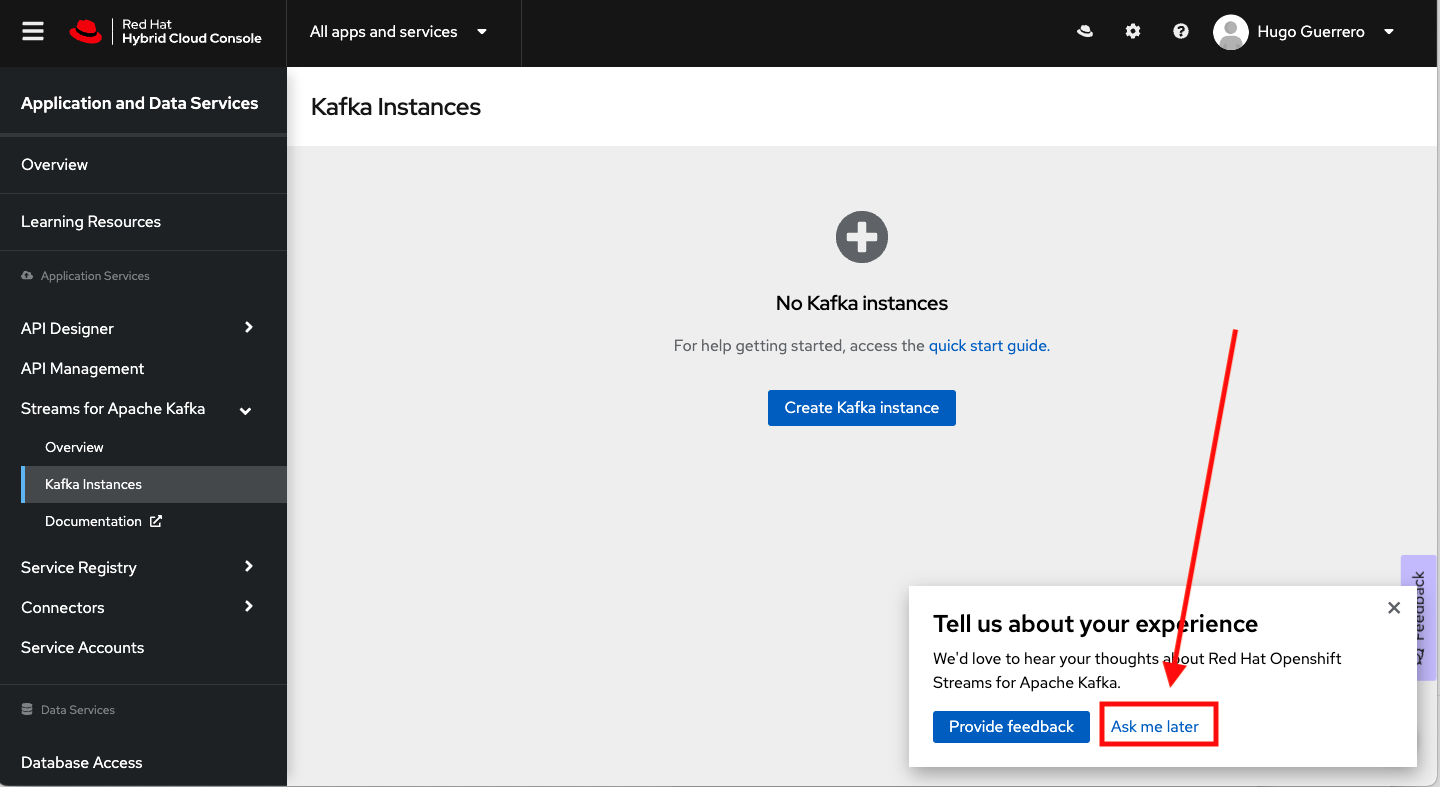 Red Hat
Hybrid Cloud Console
All apps and services
Hugo Guerrero
Application and Data Services
Overview
Learning Resources
Application Services
API Designer
API Management
Streams for Apache Kafka
Overview
Kafka Instances
Documentation
Service Registry
Connectors
Service Accounts
Data Services
Database Access
Kafka Instances
No Kafka instances
For help getting started, access the quick start guide.
Create Kafka instance
Feedback
Tell us about your experience
We'd love to hear your thoughts about Red Hat Openshift
Streams for Apache Kafka.
Provide feedback
Ask me later